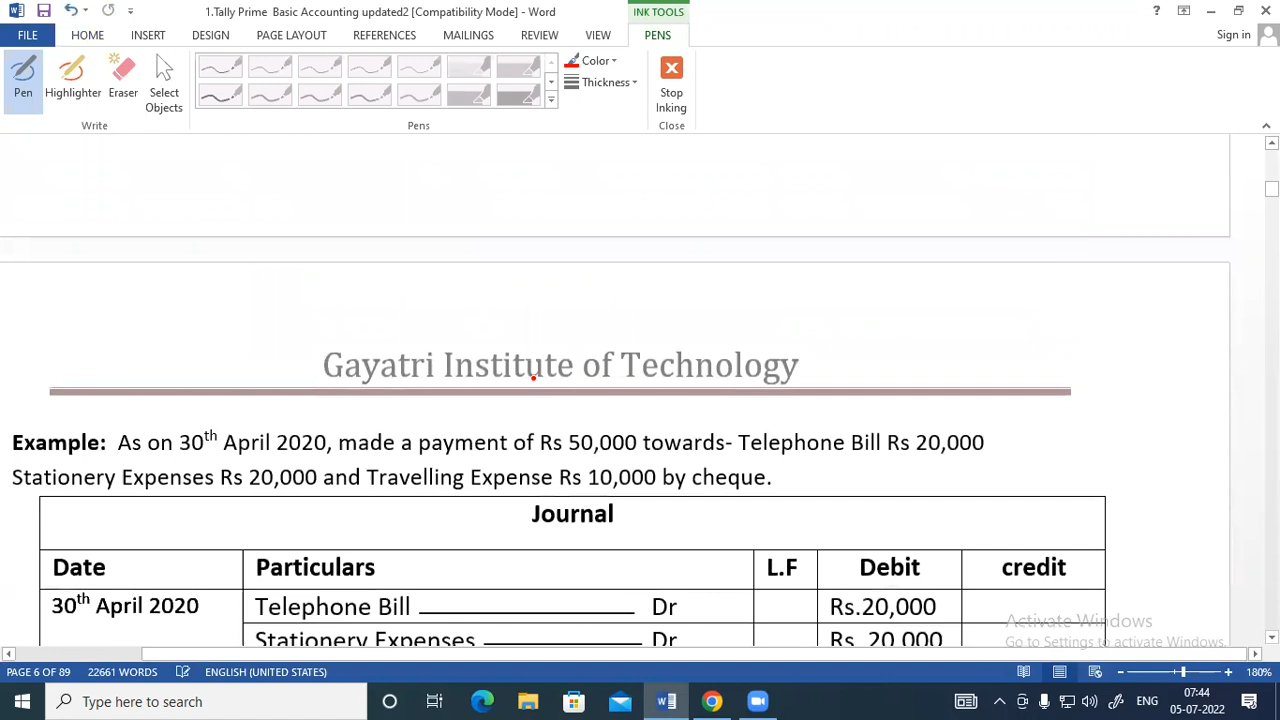 1.Tally Prime Basic Accounting updated2 [Compatibility Mode] - Word
INK TOOLS
?
FILE HOME INSERT DESIGN PAGE LAYOUT REFERENCES MAILINGS REVIEW VIEW PENS Sign in
Pen Highlighter Eraser Select Objects
Color
Thickness
Stop Inking
Write Pens Close
Gayatri Institute of Technology
Example: As on 30th April 2020, made a payment of Rs 50,000 towards- Telephone Bill Rs 20,000
Stationery Expenses Rs 20,000 and Travelling Expense Rs 10,000 by cheque.
Journal
Date Particulars L.F Debit credit
30th April 2020 Telephone Bill ____________________ Dr Rs.20,000
Stationery Expenses ______________ Dr Rs. 20,000
Activate Windows
Go to Settings to activate Windows.
PAGE 6 OF 89 22661 WORDS ENGLISH (UNITED STATES) 180%
Type here to search
ENG
07:44
05-07-2022